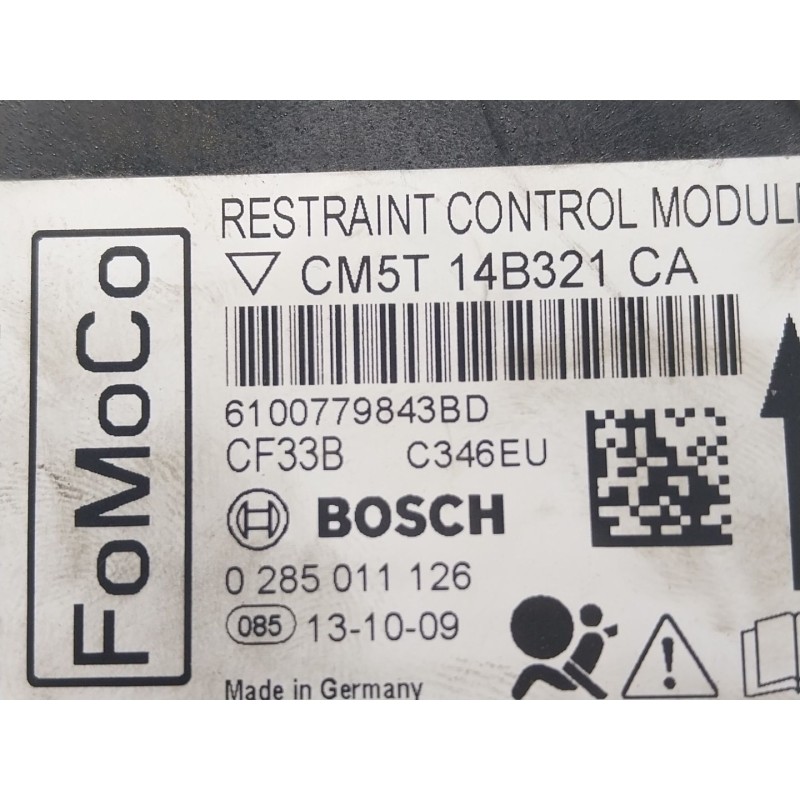 FoMoCo
RESTRAINT CONTROL MODULE
CM5T 14B321 CA
6100779843BD
CF33B C346EU
BOSCH
0 285 011 126
085 13-10-09
Made in Germany